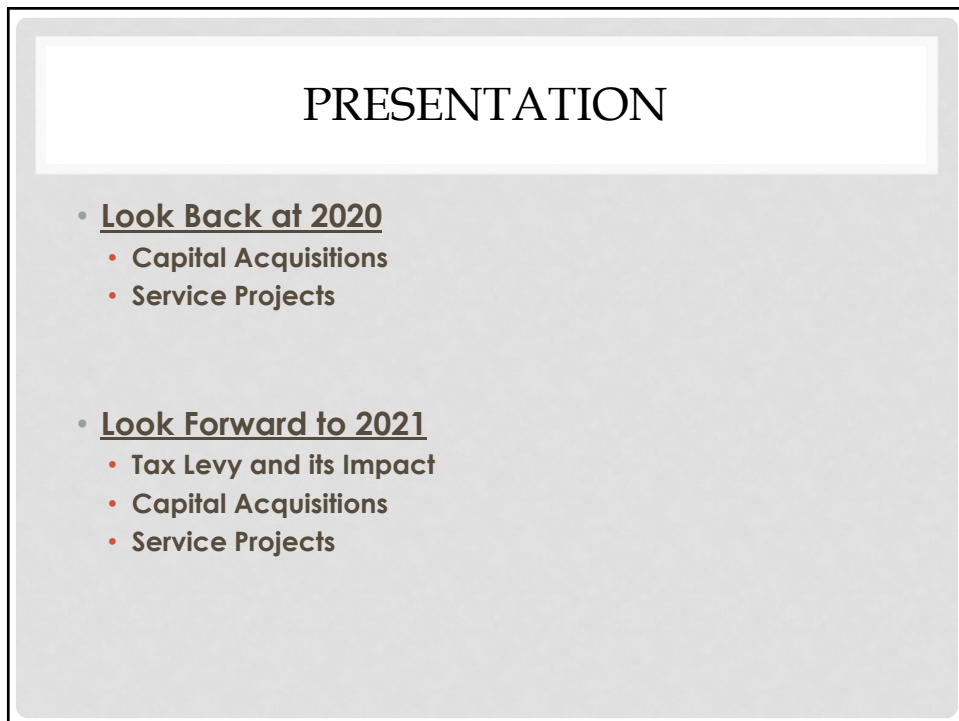 PRESENTATION
• Look Back at 2020
• Capital Acquisitions
• Service Projects
• Look Forward to 2021
• Tax Levy and its Impact
• Capital Acquisitions
• Service Projects